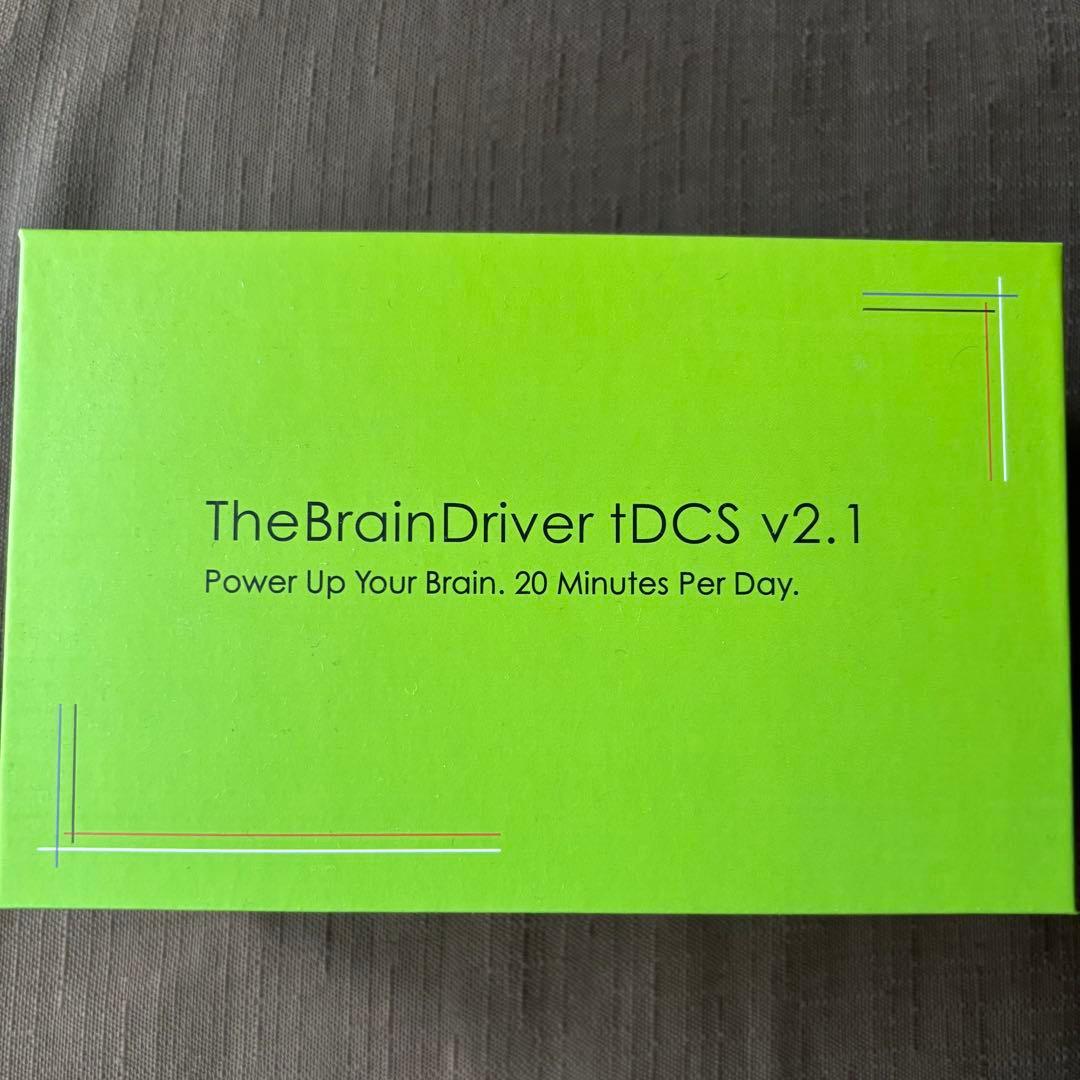 TheBrainDriver tDCS v2.1
Power Up Your Brain. 20 Minutes Per Day.